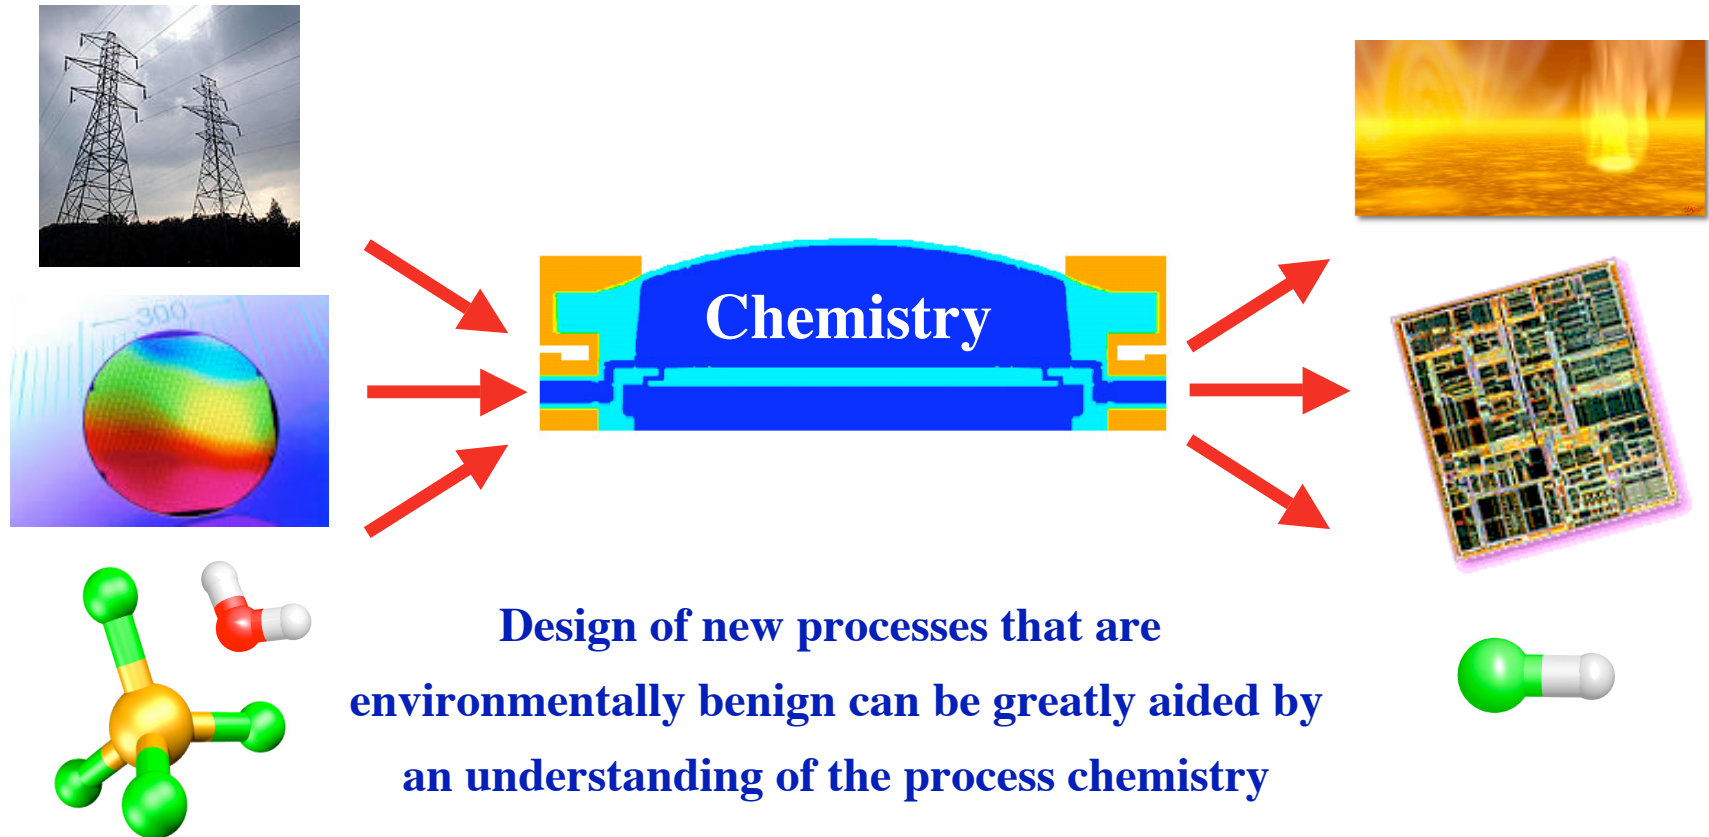 300
Chemistry
Design of new processes that are
environmentally benign can be greatly aided by
an understanding of the process chemistry